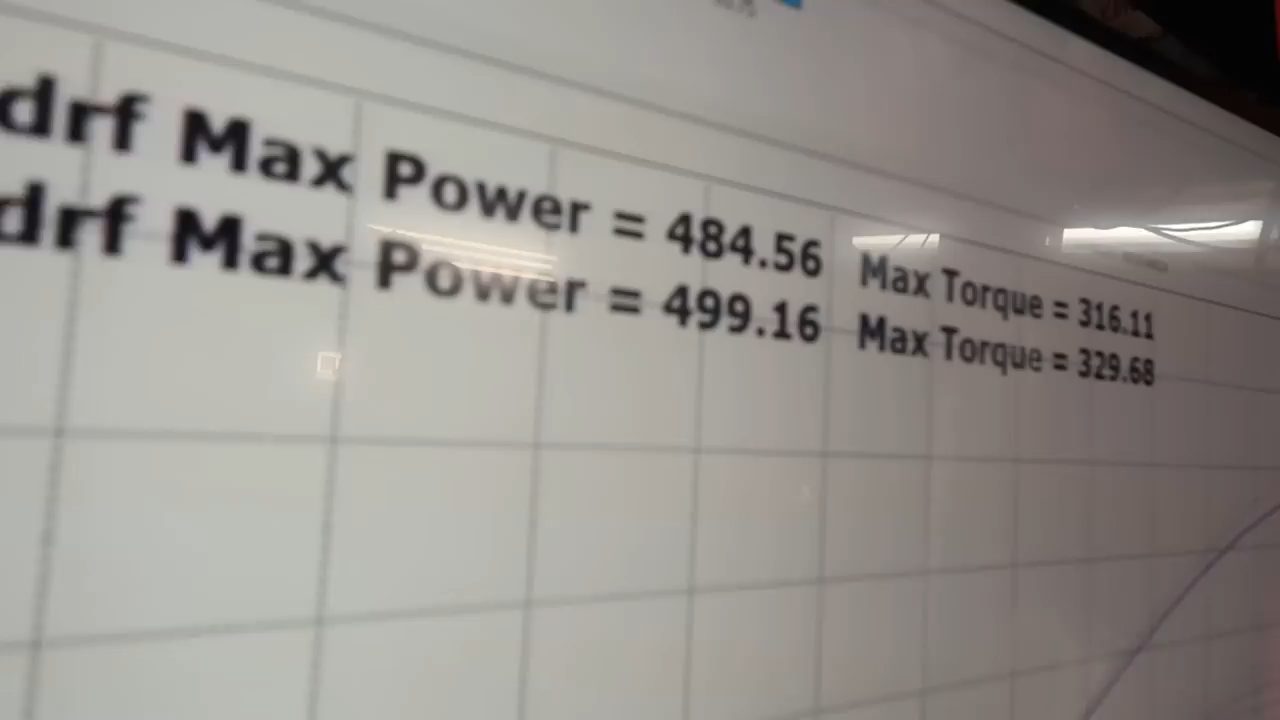 drf Max Power = 484.56 Max Torque = 316.11
drf Max Power = 499.16 Max Torque = 329.68